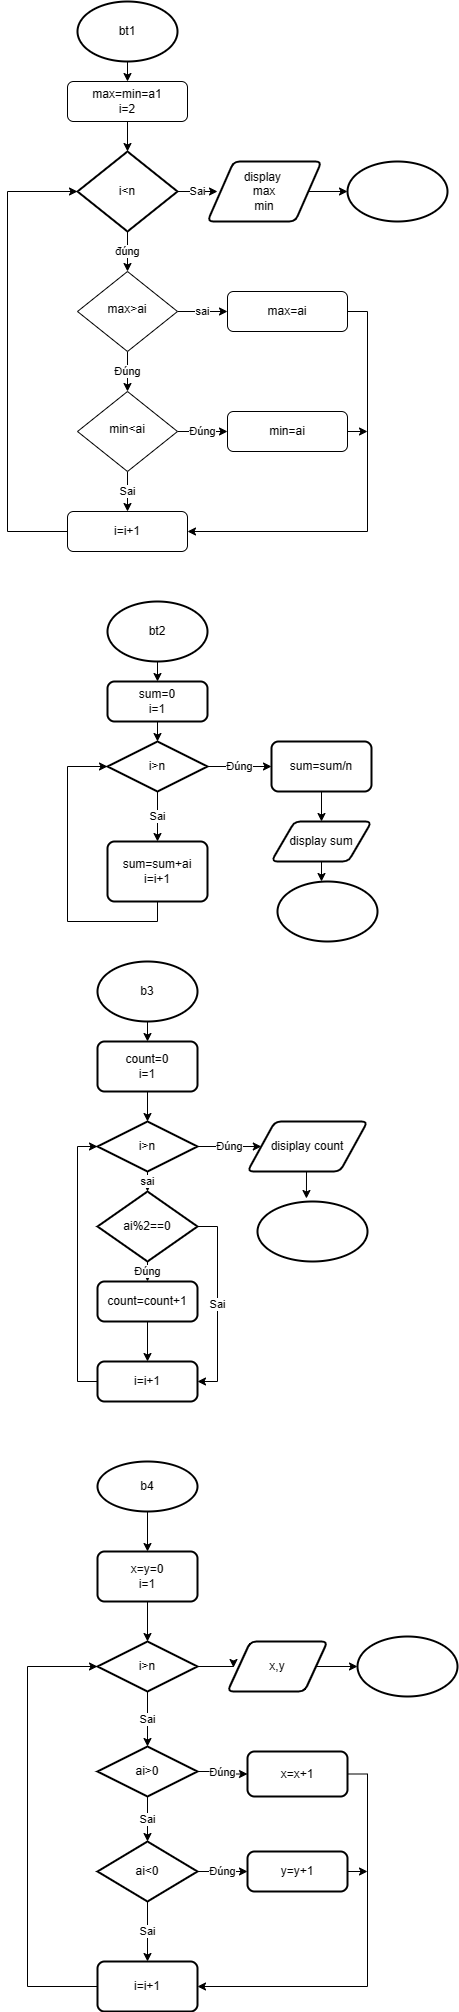 bt1
max=min=a1
i=2
i<n
Sai
display
max
min
đúng
max>ai
sai
max=ai
Đúng
min<ai
Đúng
min=ai
Sai
i=i+1
bt2
sum=0
i=1
i>n
Đúng
sum=sum/n
Sai
display sum
sum=sum+ai
i=i+1
b3
count=0
i=1
i>n
Đúng
disiplay count
sai
ai%2==0
Đúng
count=count+1
Sai
i=i+1
b4
x=y=0
i=1
i>n
x,y
Sai
ai>0
Đúng
x=x+1
Sai
ai<0
Đúng
y=y+1
Sai
i=i+1